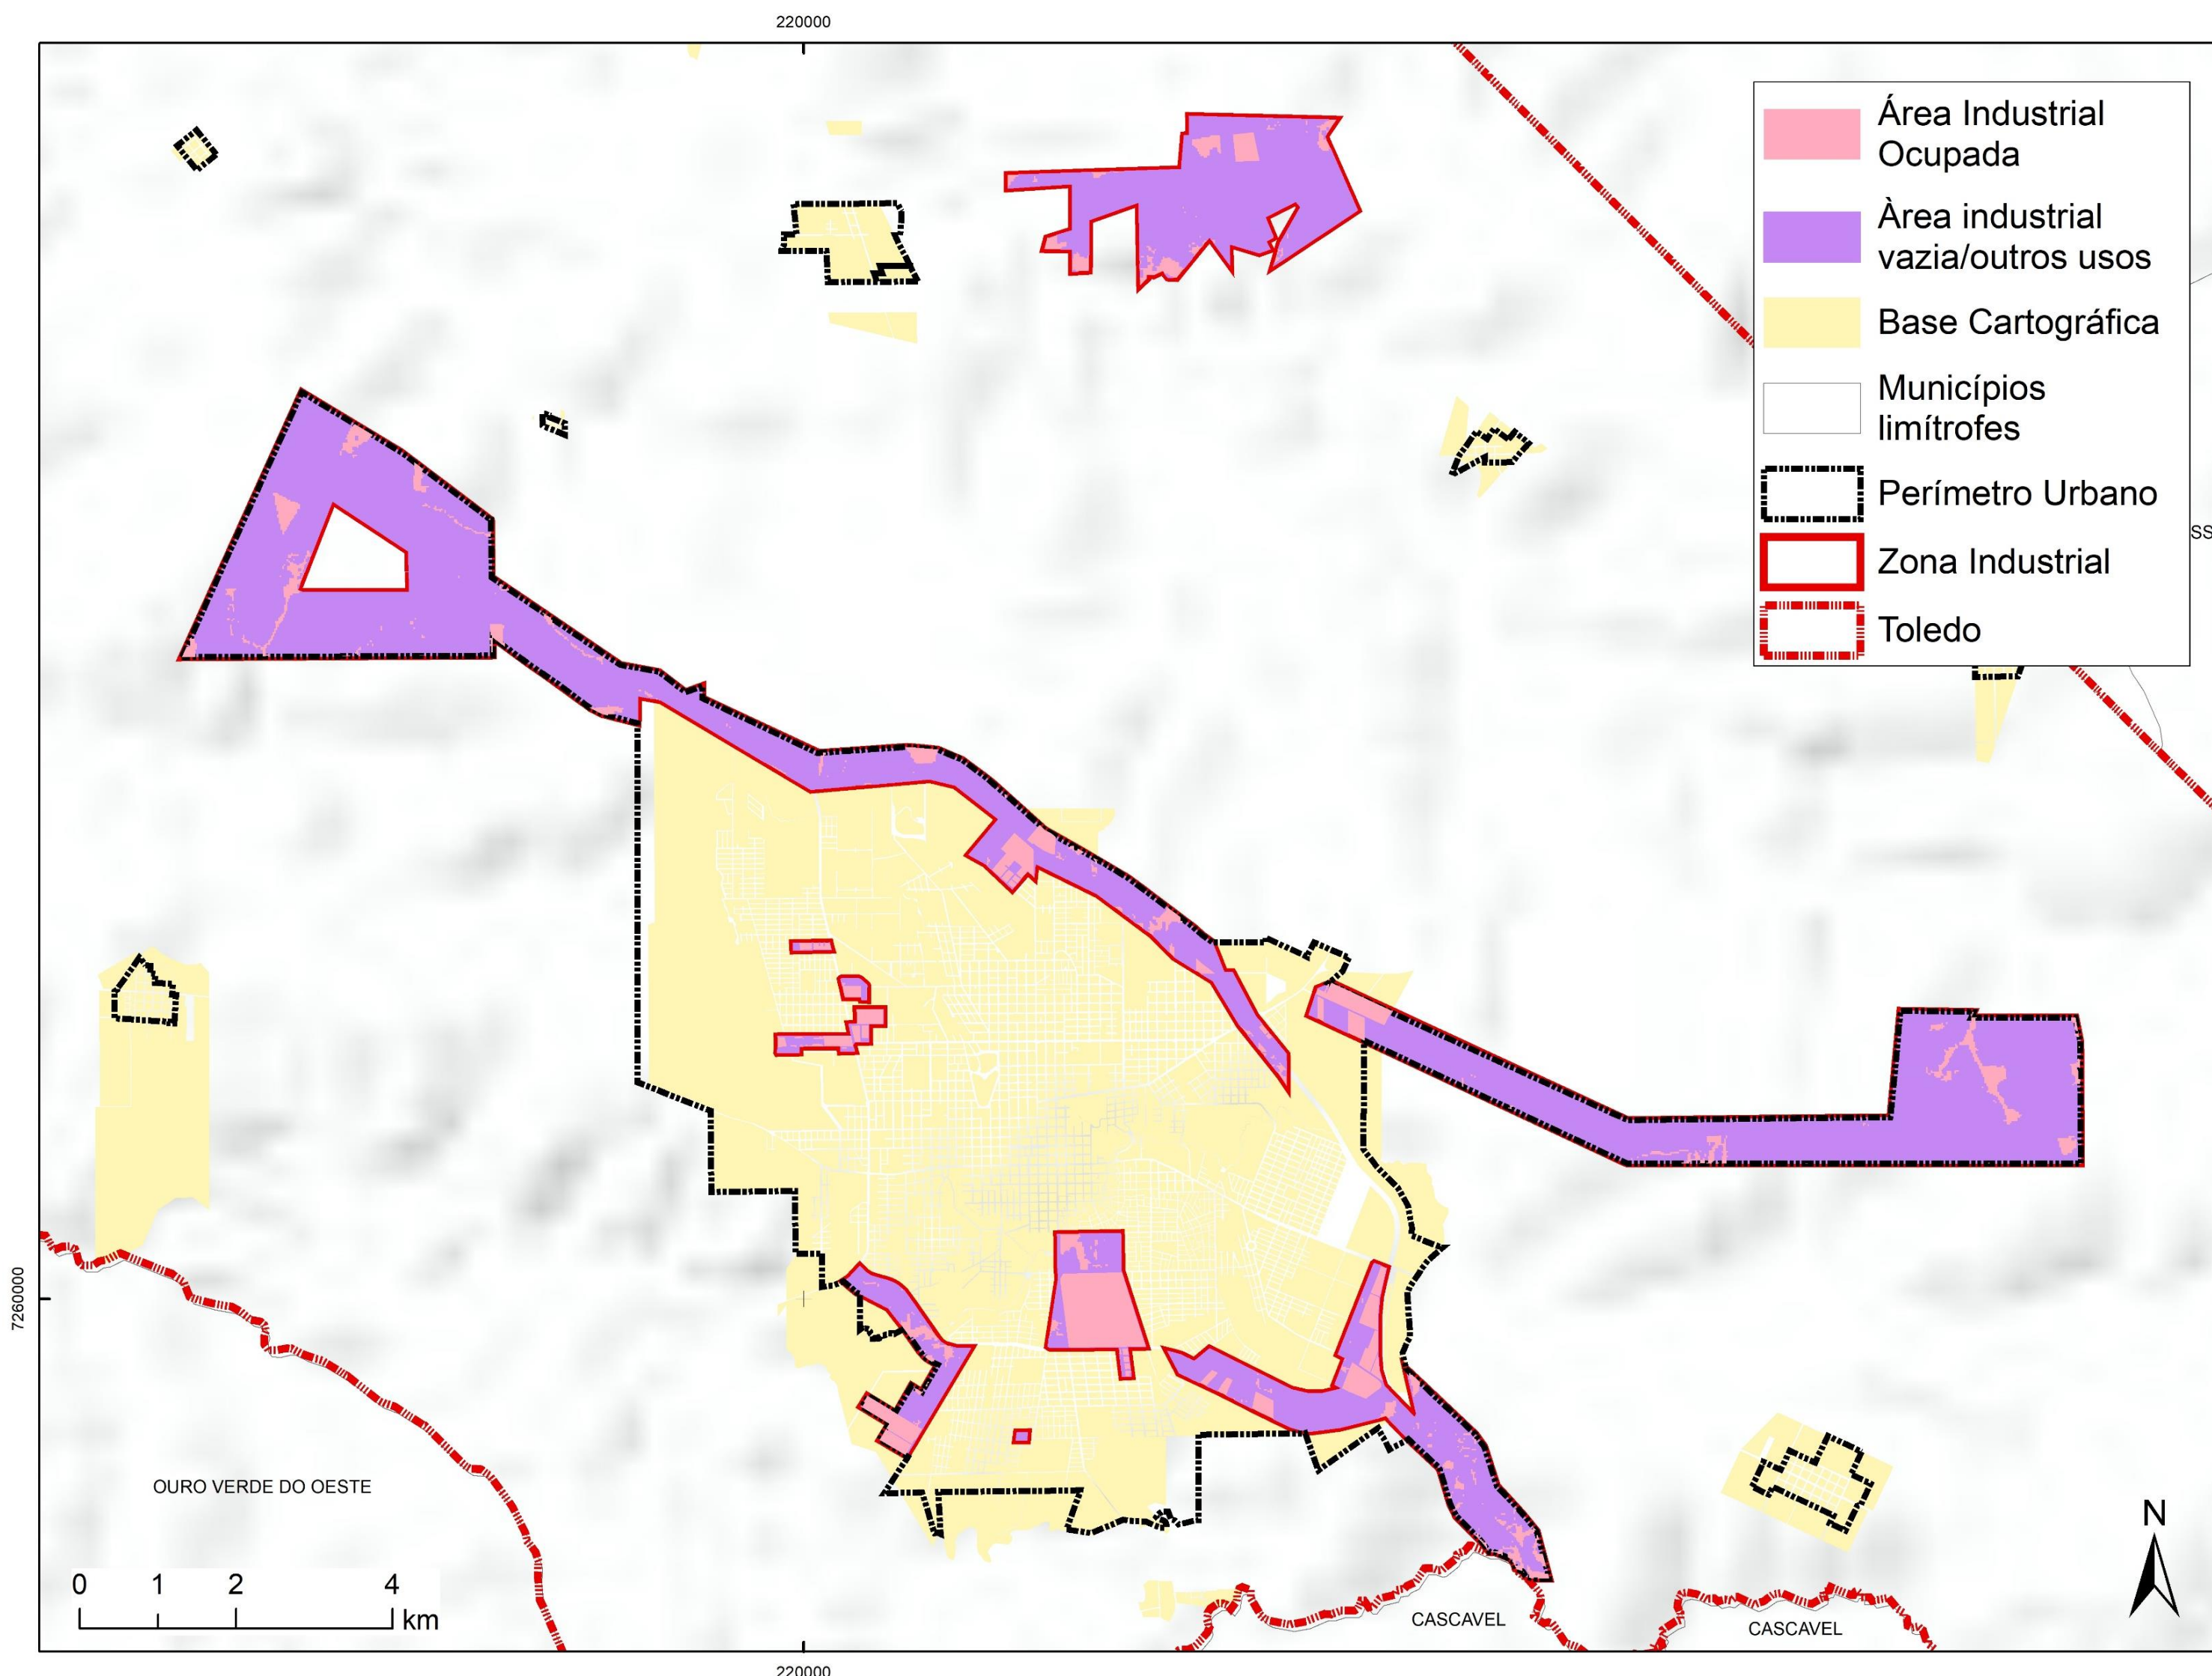 220000
Área Industrial
Ocupada
Àrea industrial
vazia/outros usos
Base Cartográfica
Municípios
limítrofes
Perímetro Urbano
Zona Industrial
Toledo
SS
7260000
OURO VERDE DO OESTE
N
0 1 2 4
km
CASCAVEL
CASCAVEL
220000